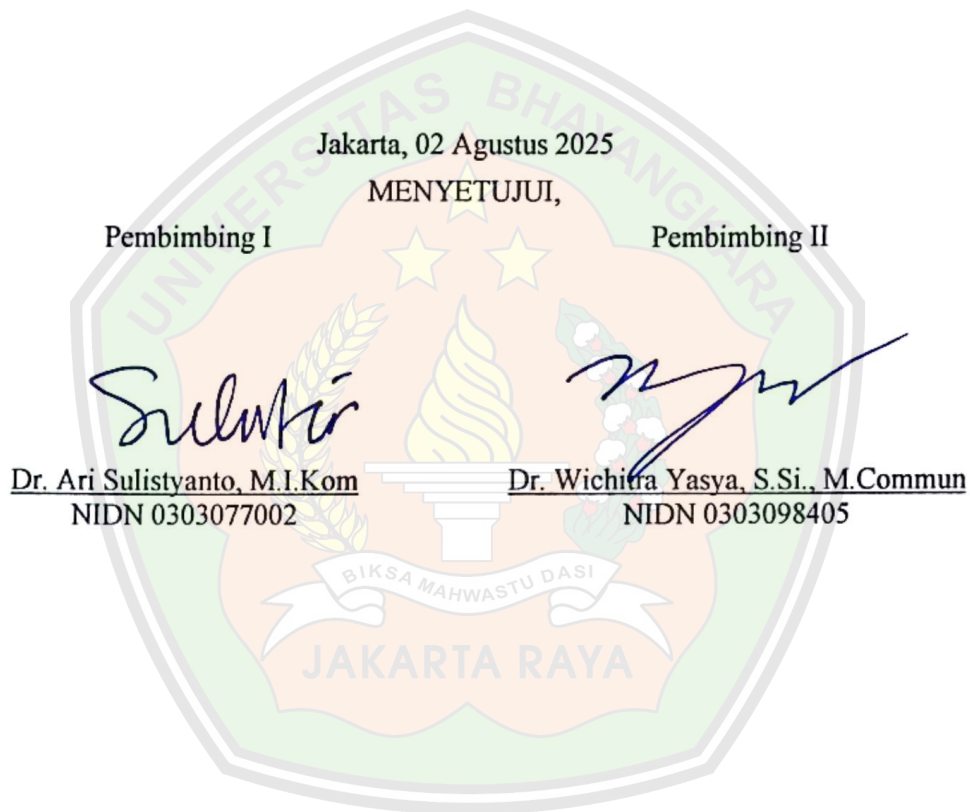 UNIVERSITAS BHAYANGKARA
Jakarta, 02 Agustus 2025
MENYETUJUI,
Pembimbing I
Pembimbing II
Dr. Ari Sulistyanto, M.I.Kom
NIDN 0303077002
Dr. Wichitra Yasya, S.Si., M.Commun
NIDN 0303098405
BIKSA MAHWASTU DASI
JAKARTA RAYA